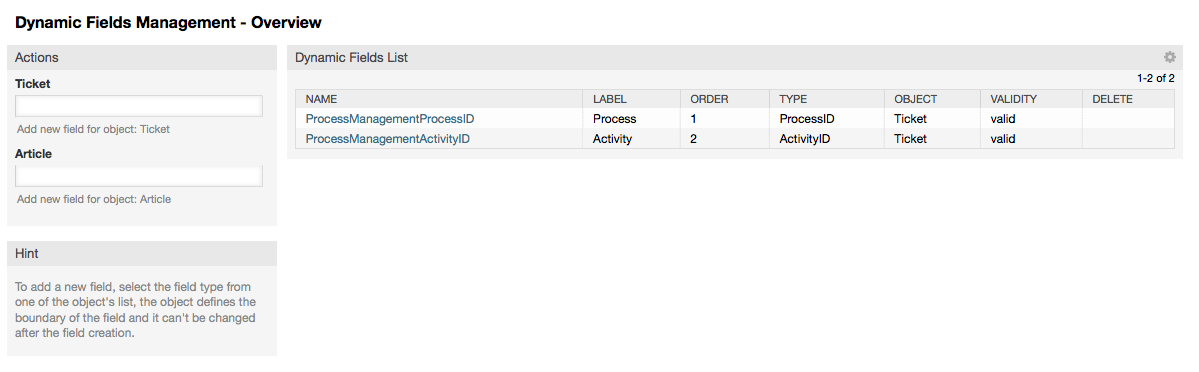 Dynamic Fields Management - Overview
Actions
Ticket
Add new field for object: Ticket
Article
Add new field for object: Article
Hint
To add a new field, select the field type from
one of the object's list, the object defines the
boundary of the field and it can't be changed
after the field creation.
Dynamic Fields List
1-2 of 2
NAME LABEL ORDER TYPE OBJECT VALIDITY DELETE
ProcessManagementProcessID Process 1 ProcessID Ticket valid
ProcessManagementActivityID Activity 2 ActivityID Ticket valid